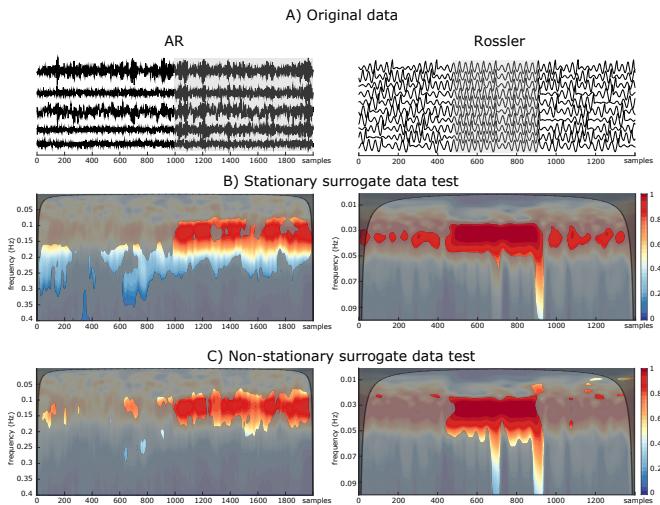 A) Original data
AR
Rossler
0 200 400 600 800 1000 1200 1400 1600 1800 samples
0 200 400 600 800 1000 1200 samples
B) Stationary surrogate data test
frequency (Hz)
0.05
0.1
0.15
0.2
0.25
0.3
0.35
0.4
0 200 400 600 800 1000 1200 1400 1600 1800 samples
frequency (Hz)
0.01
0.03
0.05
0.07
0.09
0 200 400 600 800 1000 1200 samples
1
0.8
0.6
0.4
0.2
0
C) Non-stationary surrogate data test
frequency (Hz)
0.05
0.1
0.15
0.2
0.25
0.3
0.35
0.4
0 200 400 600 800 1000 1200 1400 1600 1800 samples
frequency (Hz)
0.01
0.03
0.05
0.07
0.09
0 200 400 600 800 1000 1200 samples
1
0.8
0.6
0.4
0.2
0